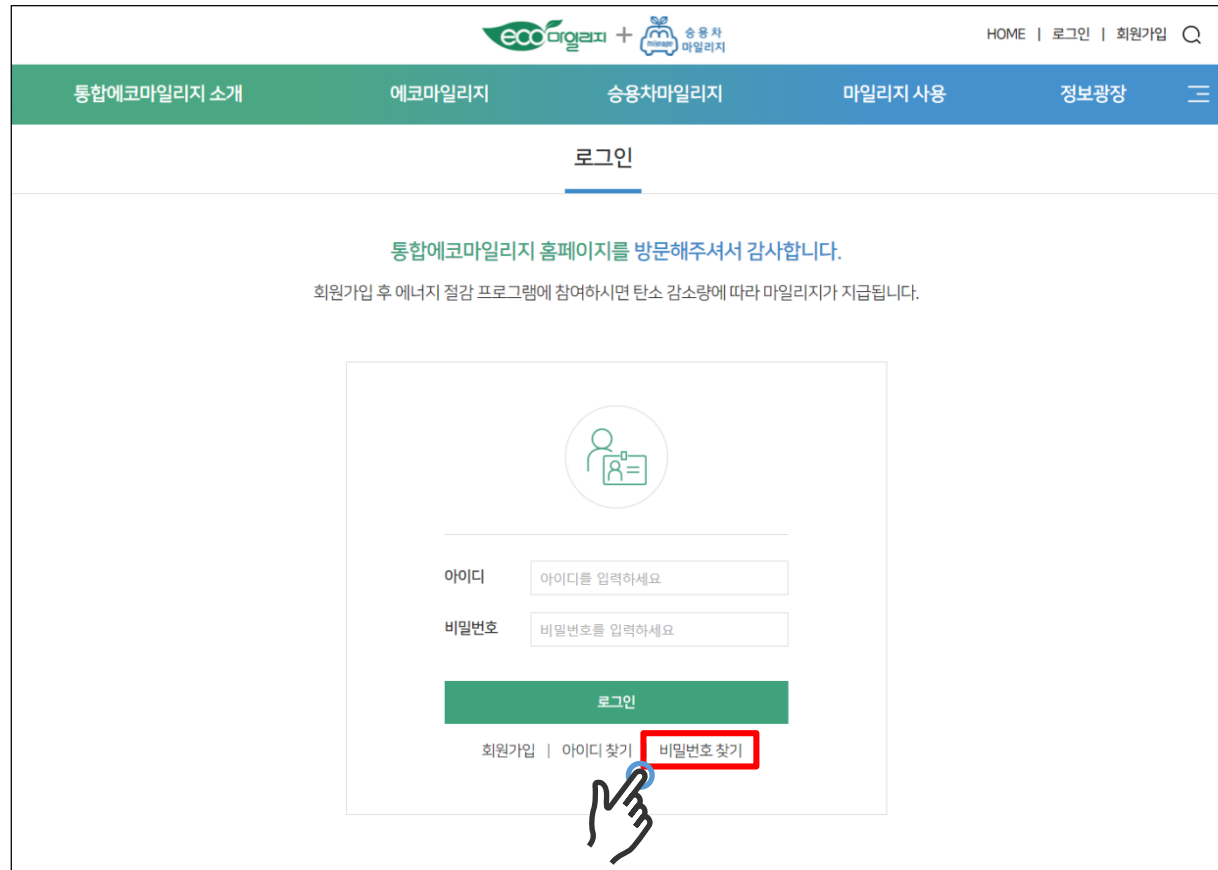 eco마일리지 + mileage 승용차
마일리지
HOME | 로그인 | 회원가입
통합에코마일리지 소개 에코마일리지 승용차마일리지 마일리지 사용 정보광장
로그인
통합에코마일리지 홈페이지를 방문해주셔서 감사합니다.
회원가입 후 에너지 절감 프로그램에 참여하시면 탄소 감소량에 따라 마일리지가 지급됩니다.
아이디 아이디를 입력하세요
비밀번호 비밀번호를 입력하세요
로그인
회원가입 | 아이디 찾기 비밀번호 찾기